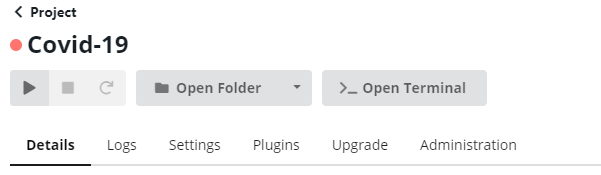 Project
Covid-19
Open Folder Open Terminal
Details Logs Settings Plugins Upgrade Administration